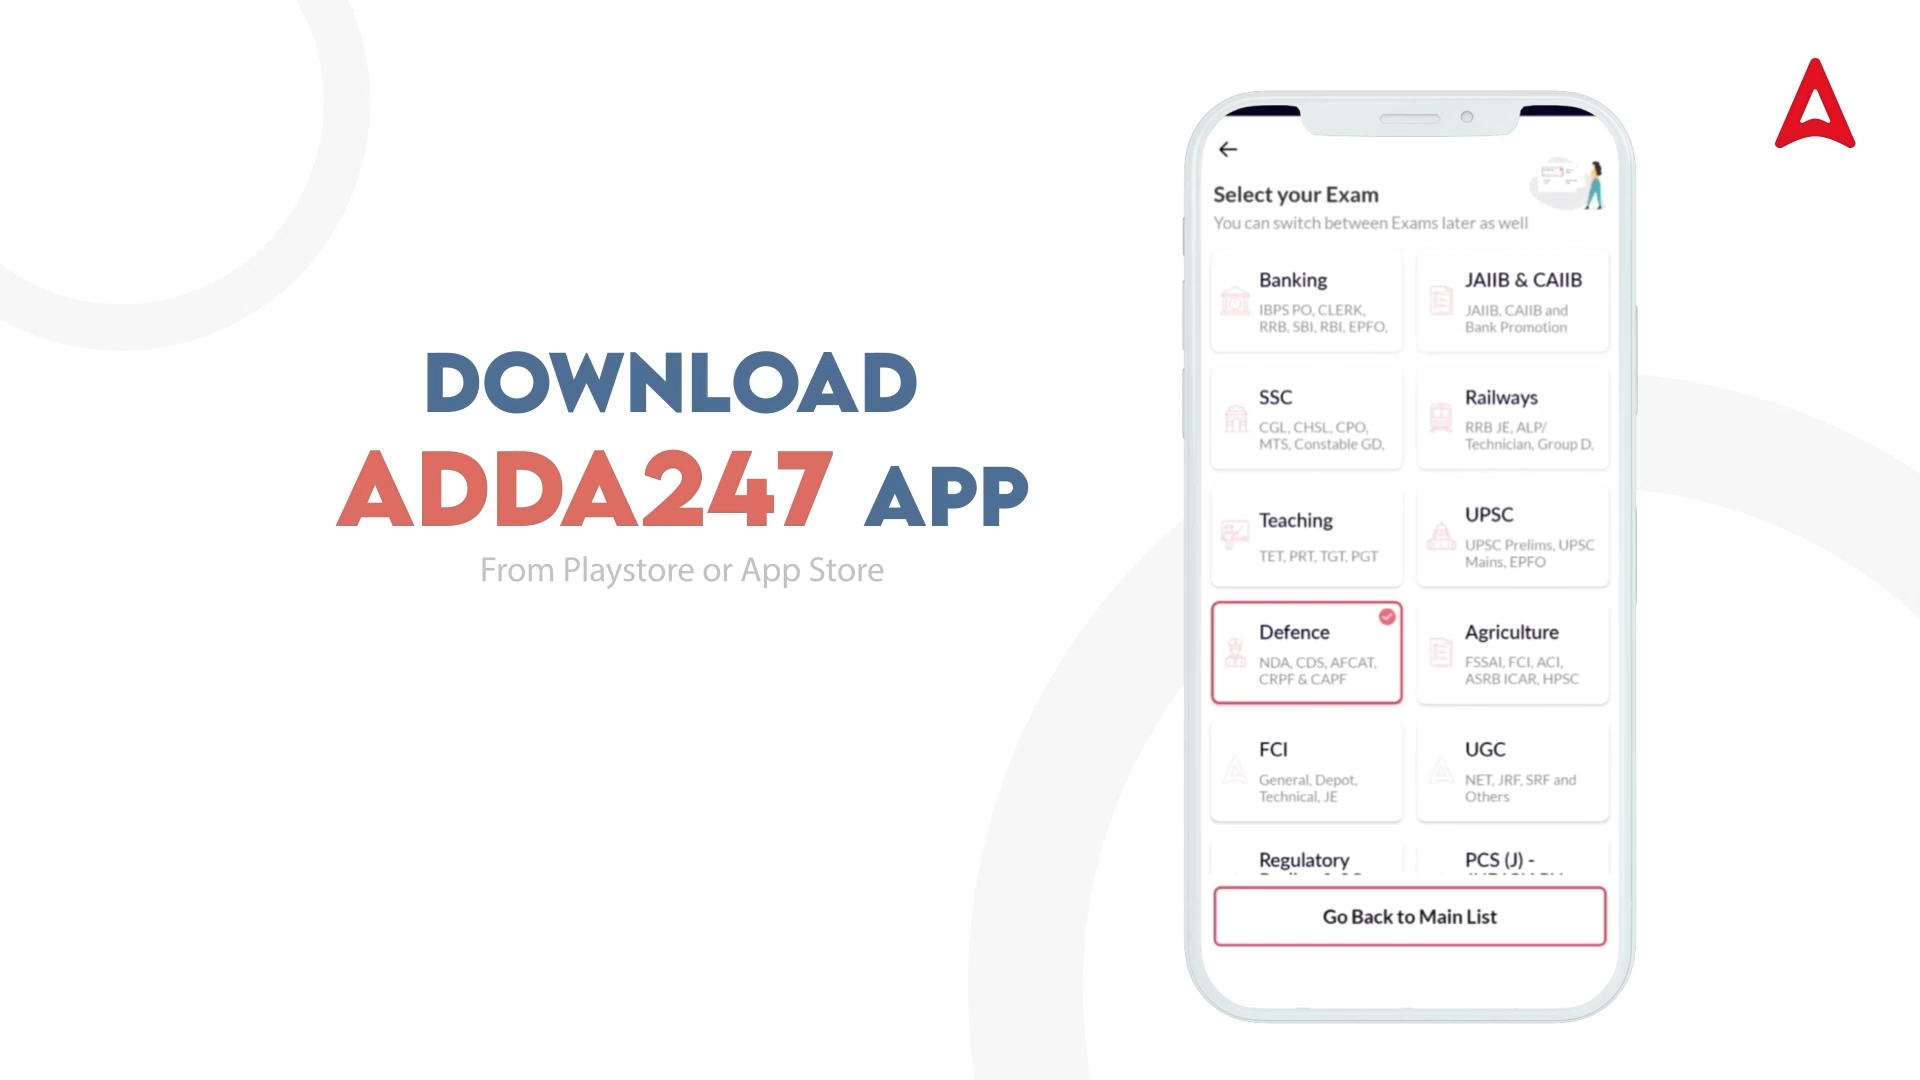 DOWNLOAD
ADDA247 APP
From Playstore or App Store
Select your Exam
You can switch between Exams later as well
Banking
IBPS PO, CLERK,
RRB, SBI, RBI, EPFO,
JAIIB & CAIIB
JAIIB, CAIIB and
Bank Promotion
SSC
CGL, CHSL, CPO,
MTS, Constable GD,
Railways
RRB JE, ALP/
Technician, Group D,
Teaching
TET, PRT, TGT, PGT
UPSC
UPSC Prelims, UPSC
Mains, EPFO
Defence
NDA, CDS, AFCAT,
CRPF & CAPF
Agriculture
FSSAI, FCI, ACI,
ASRB ICAR, HPSC
FCI
General, Depot,
Technical, JE
UGC
NET, JRF, SRF and
Others
Regulatory
PCS (J) -
Go Back to Main List